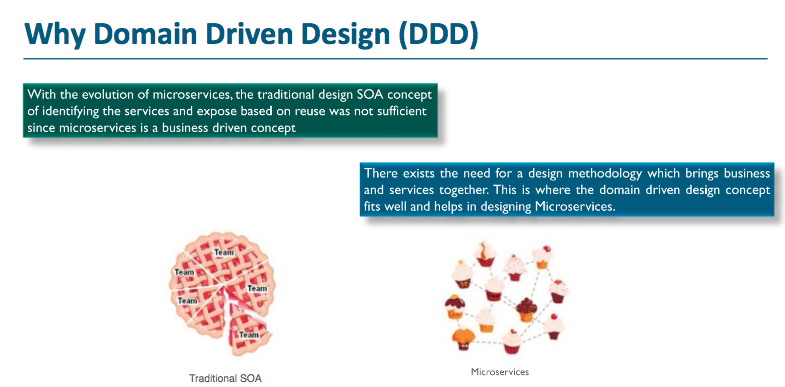 Why Domain Driven Design (DDD)
With the evolution of microservices, the traditional design SOA concept
of identifying the services and expose based on reuse was not sufficient
since microservices is a business driven concept
There exists the need for a design methodology which brings business
and services together. This is where the domain driven design concept
fits well and helps in designing Microservices.
Team
Team
Team
Team
Team
Traditional SOA
Microservices